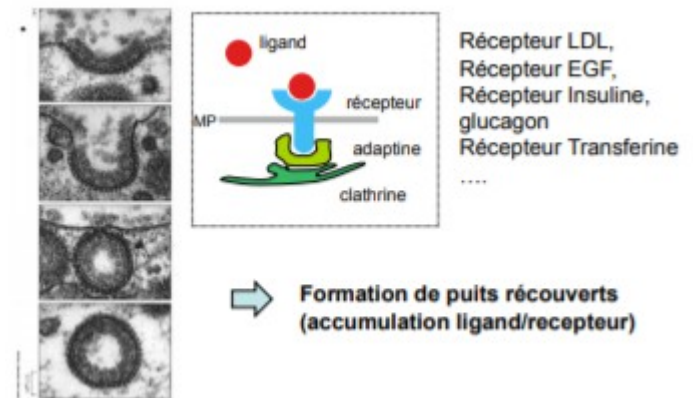 ligand
récepteur
MP
adaptine
clathrine
Récepteur LDL,
Récepteur EGF,
Récepteur Insuline,
glucagon
Récepteur Transferine
....
Formation de puits récouverts
(accumulation ligand/recepteur)